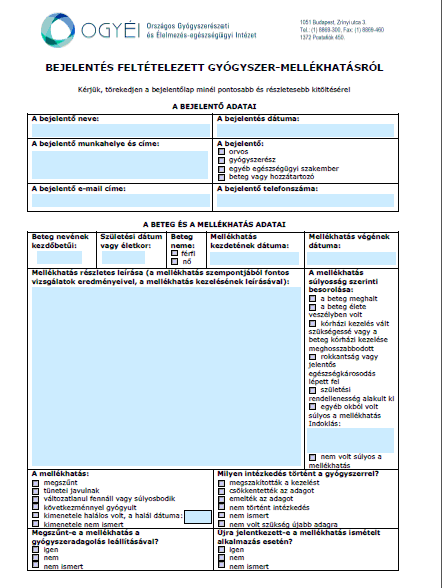 OGYÉI
Országos Gyógyszerészeti
és Élelmezés-egészségügyi Intézet
1051 Budapest, Zrínyi utca 3.
Tel.: (1) 8869-300, Fax: (1) 8869-460
1372 Postafiók 450.
BEJELENTÉS FELTÉTELEZETT GYÓGYSZER-MELLÉKHATÁSRÓL
Kérjük, törekedjen a bejelentőlap minél pontosabb és részletesebb kitöltésére!
A BEJELENTŐ ADATAI
A bejelentő neve:
A bejelentés dátuma:
A bejelentő munkahelye és címe:
A bejelentő:
orvos
gyógyszerész
egyéb egészségügyi szakember
beteg vagy hozzátartozó
A bejelentő e-mail címe:
A bejelentő telefonszáma:
A BETEG ÉS A MELLÉKHATÁS ADATAI
Beteg nevének
kezdőbetűi:
Születési dátum
vagy életkor:
Beteg
neme:
férfi
nő
Mellékhatás
kezdetének dátuma:
Mellékhatás végének
dátuma:
Mellékhatás részletes leírása (a mellékhatás szempontjából fontos
vizsgálatok eredményeivel, a mellékhatás kezelésének leírásával):
A mellékhatás
súlyosság szerinti
besorolása:
a beteg meghalt
a beteg élete
veszélyben volt
kórházi kezelés vált
szükségessé vagy a
beteg kórházi kezelése
meghosszabbodott
rokkantság vagy
jelentős
egészségkárosodás
lépett fel
születési
rendellenesség alakult ki
egyéb okból volt
súlyos a mellékhatás
Indoklás:
nem volt súlyos a
mellékhatás
A mellékhatás:
megszűnt
tünetei javulnak
változatlanul fennáll vagy súlyosbodik
következménnyel gyógyult
kimenetele halálos volt, a halál dátuma:
kimenetele nem ismert
Milyen intézkedés történt a gyógyszerrel?
megszakították a kezelést
csökkentették az adagot
emelték az adagot
nem történt intézkedés
nem ismert
nem volt szükség újabb adagra
Megszűnt-e a mellékhatás a
gyógyszeradagolás leállításával?
igen
nem
nem ismert
Újra jelentkezett-e a mellékhatás ismételt
alkalmazás esetén?
igen
nem
nem ismert